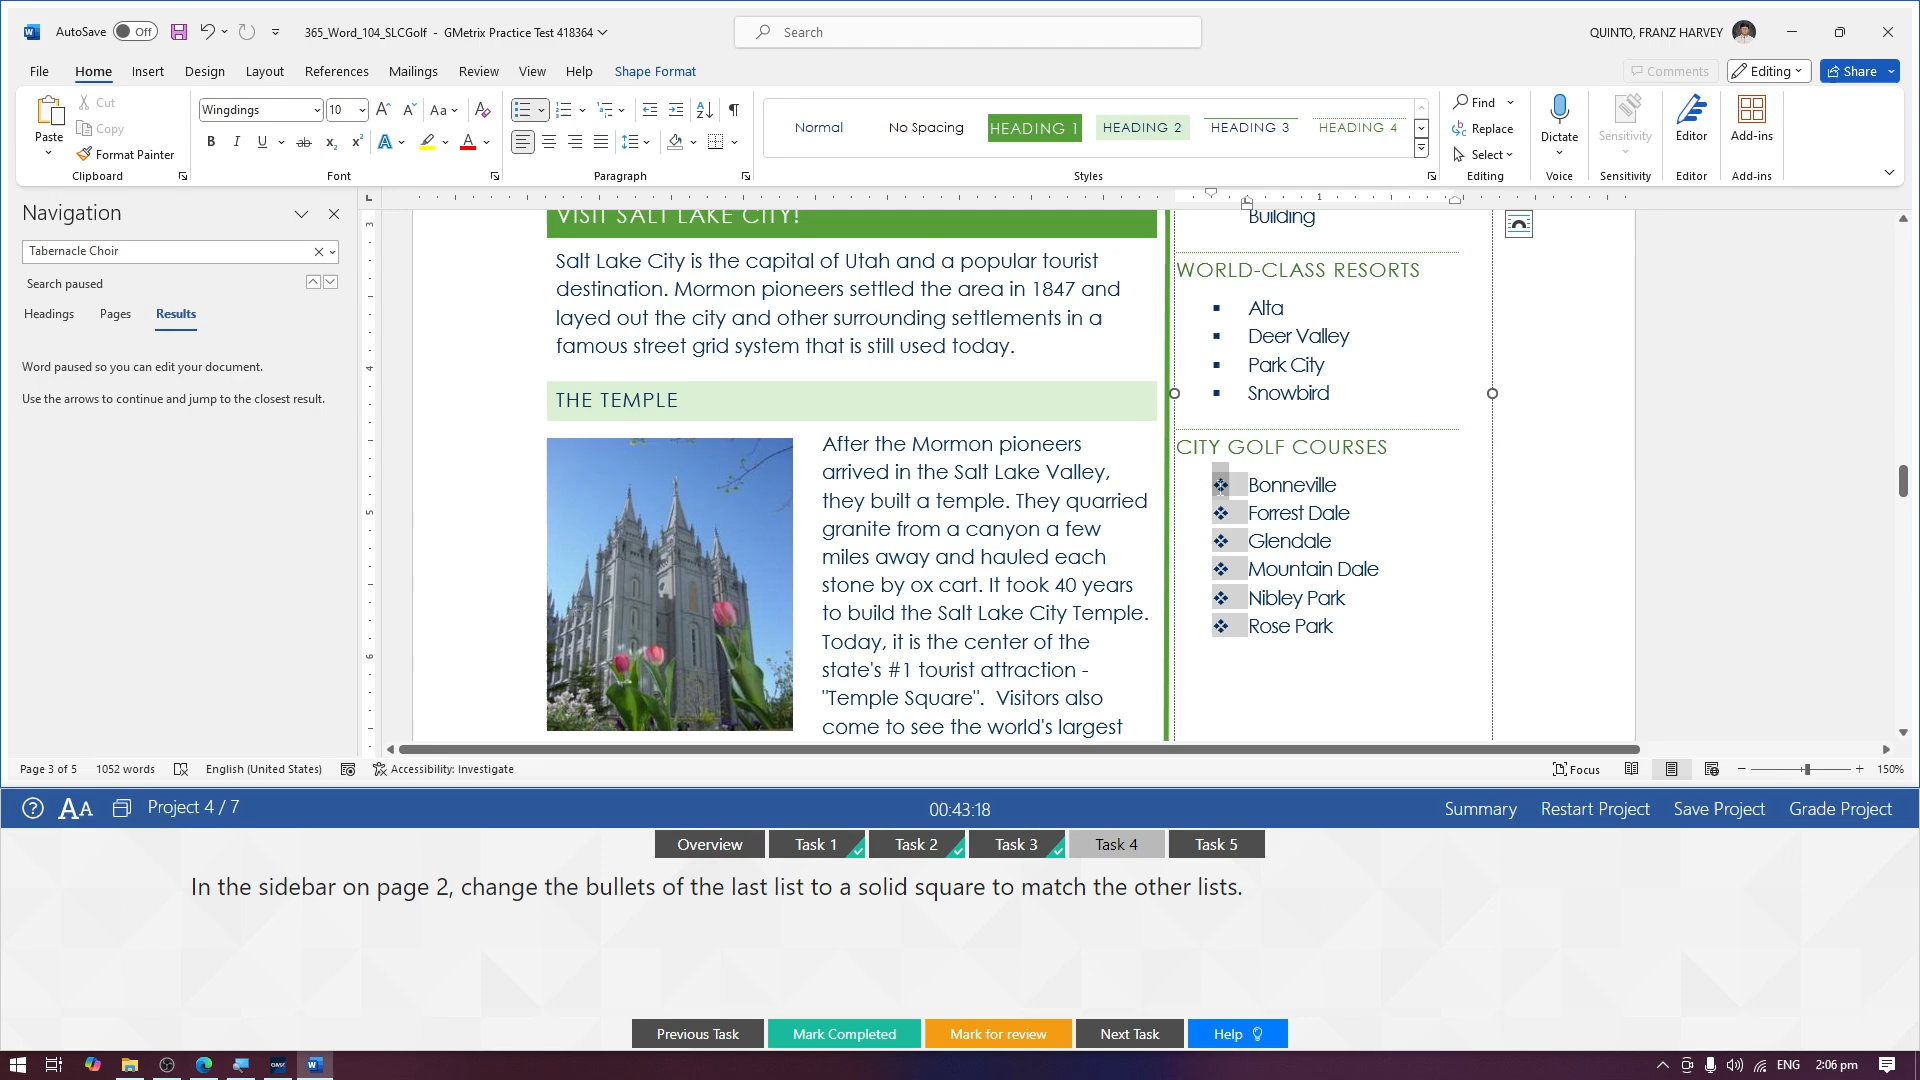 AutoSave Off 365_Word_104_SLCGolf - GMetrix Practice Test 418364 Search QUINTO, FRANZ HARVEY
File Home Insert Design Layout References Mailings Review View Help Shape Format Comments Editing Share
Paste Cut Copy Format Painter Clipboard
Wingdings 10 Aa B I U ab x₂ x² A A Font
Paragraph
Normal No Spacing HEADING 1 HEADING 2 HEADING 3 HEADING 4 Styles
Find Replace Select Editing
Dictate Voice
Sensitivity Sensitivity
Editor Editor
Add-ins Add-ins
Navigation
Tabernacle Choir
Search paused
Headings Pages Results
Word paused so you can edit your document.
Use the arrows to continue and jump to the closest result.
1
3
4
5
6
VISIT SALT LAKE CITY!
Salt Lake City is the capital of Utah and a popular tourist
destination. Mormon pioneers settled the area in 1847 and
layed out the city and other surrounding settlements in a
famous street grid system that is still used today.
THE TEMPLE
After the Mormon pioneers
arrived in the Salt Lake Valley,
they built a temple. They quarried
granite from a canyon a few
miles away and hauled each
stone by ox cart. It took 40 years
to build the Salt Lake City Temple.
Today, it is the center of the
state's #1 tourist attraction -
"Temple Square".  Visitors also
come to see the world's largest
Building
WORLD-CLASS RESORTS
▪ Alta
▪ Deer Valley
▪ Park City
▪ Snowbird
CITY GOLF COURSES
❖ Bonneville
❖ Forrest Dale
❖ Glendale
❖ Mountain Dale
❖ Nibley Park
❖ Rose Park
Page 3 of 5 1052 words English (United States) Accessibility: Investigate Focus 150%
Project 4 / 7 00:43:18 Summary Restart Project Save Project Grade Project
Overview Task 1 Task 2 Task 3 Task 4 Task 5
In the sidebar on page 2, change the bullets of the last list to a solid square to match the other lists.
Previous Task Mark Completed Mark for review Next Task Help
ENG 2:06 pm